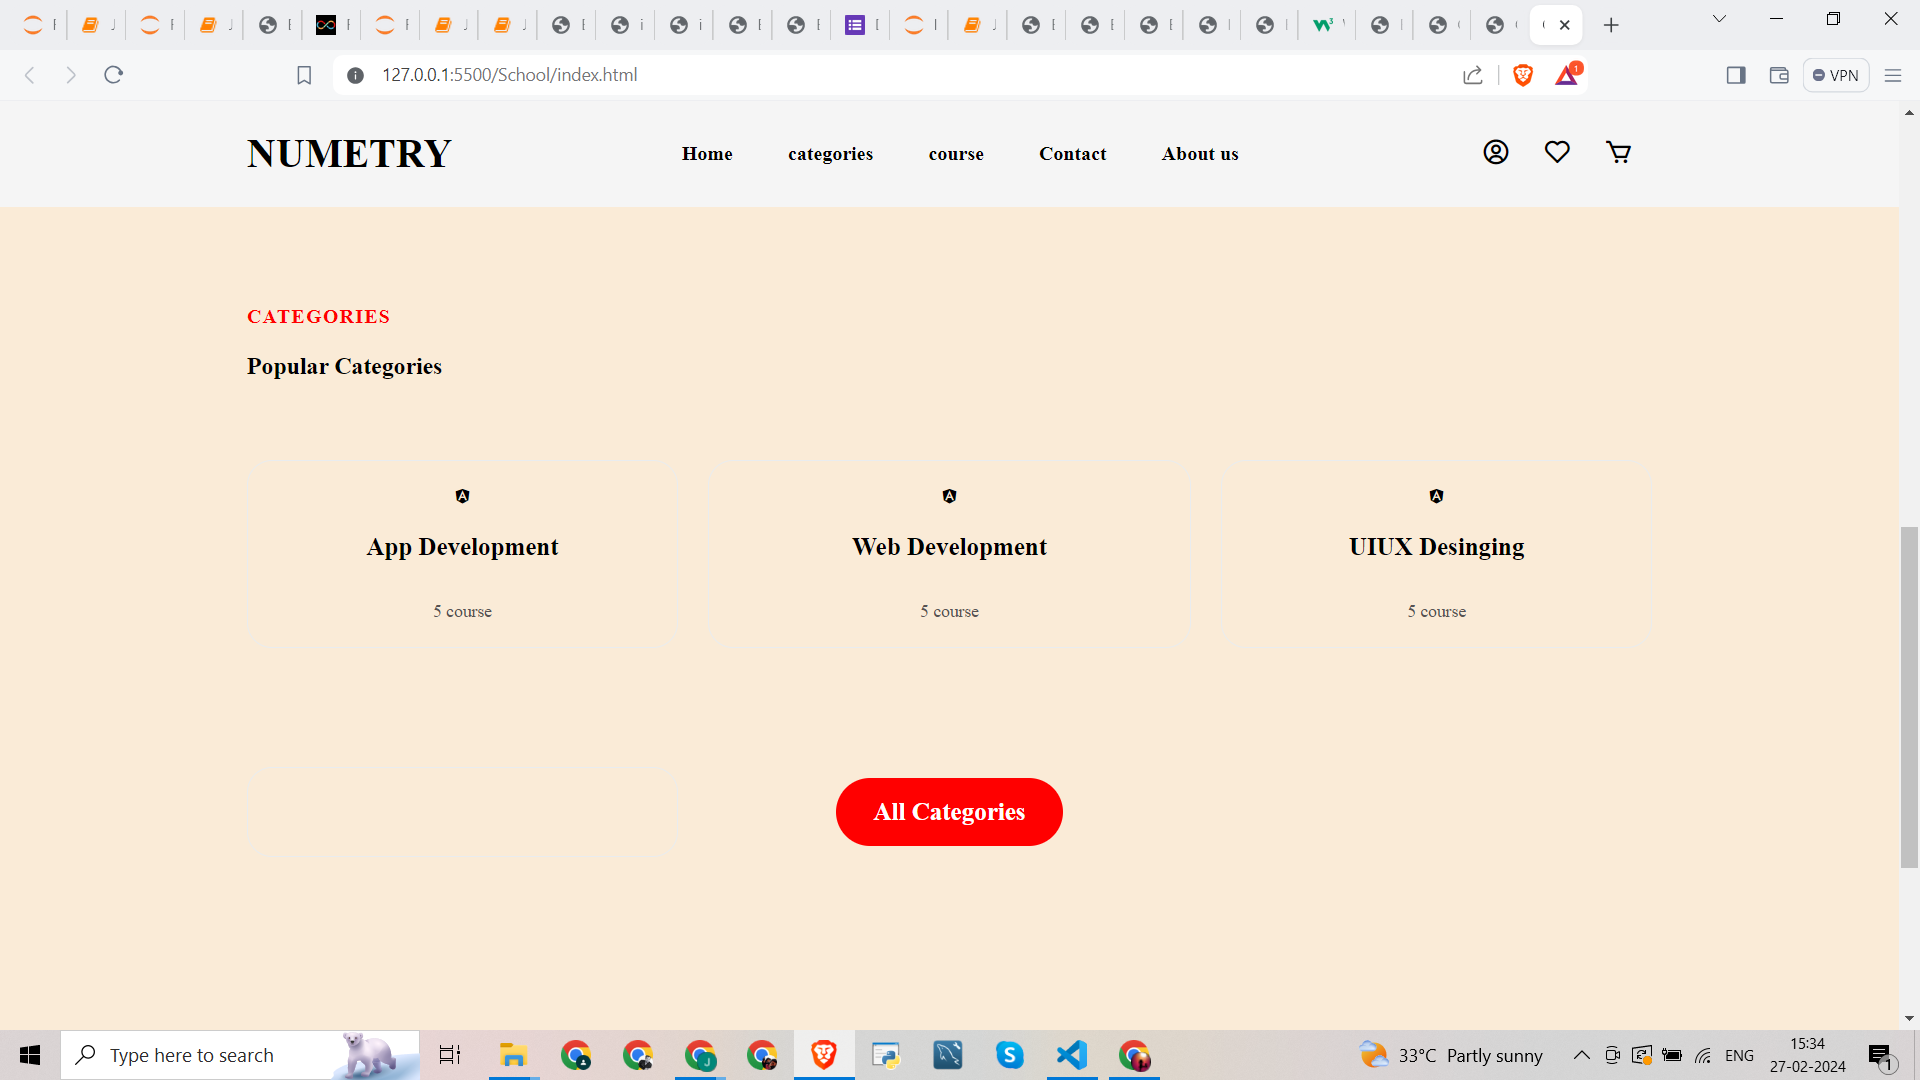 127.0.0.1:5500/School/index.html
1
VPN
NUMETRY
Home
categories
course
Contact
About us
CATEGORIES
Popular Categories
App Development
Web Development
UIUX Desinging
5 course
5 course
5 course
All Categories
Type here to search
33°C Partly sunny
ENG
15:34
27-02-2024
1